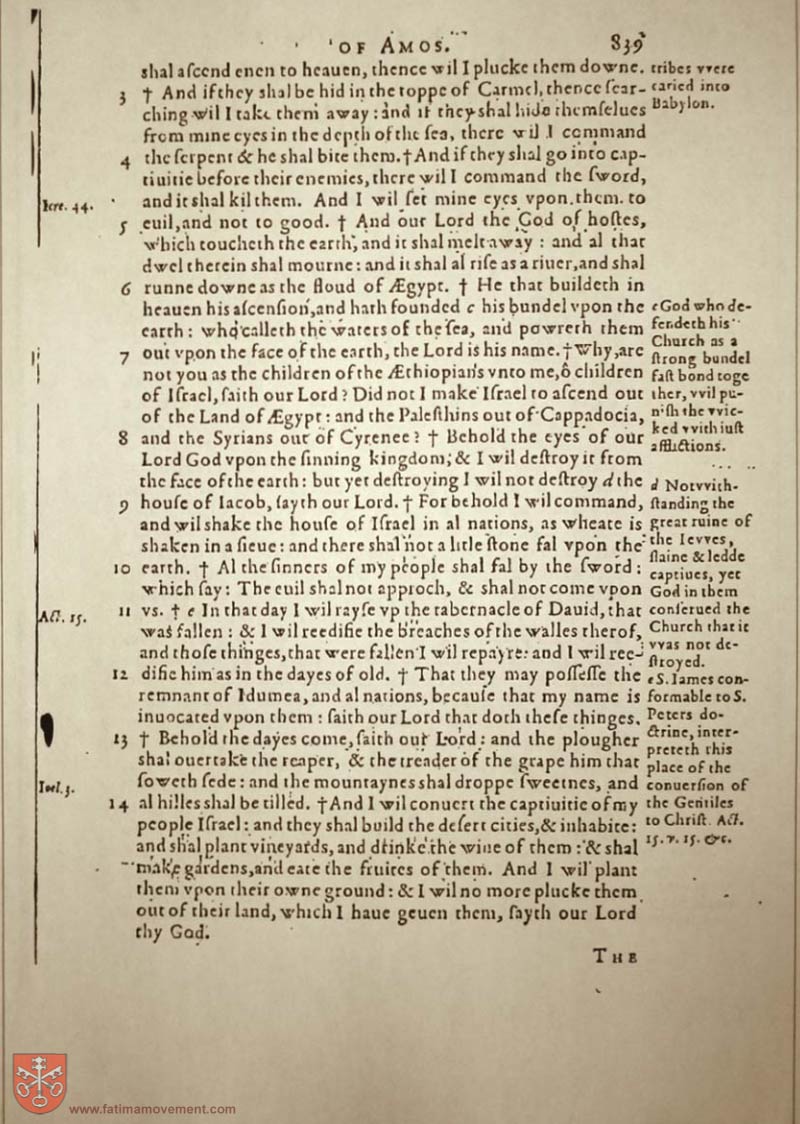 OF AMOS. 839
shal ascend euen to heauen, thence wil I plucke them downe.
3 † And if they shal be hid in the toppe of Carmel, thence sear-
ching wil I take them away: and if they shal hide themselues
from mine eyes in the depth of the sea, there wil I command
4 the serpent & he shal bite them. † And if they shal go into cap-
tiuitie before their enemies, there wil I command the sword,
and it shal kil them. And I wil set mine eyes vpon them to
5 euil, and not to good. † And our Lord the God of hostes,
which toucheth the earth, and it shal melt away: and al that
dwel therein shal mourne: and it shal al rise as a riuer, and shal
6 runne downe as the floud of Ægypt. † He that buildeth in
heauen his ascension, and hath founded c his bundel vpon the
earth: who calleth the waters of the sea, and powreth them
7 out vpon the face of the earth, the Lord is his name. † Why, are
not you as the children of the Æthiopians vnto me, ô children
of Israel, saith our Lord? Did not I make Israel to ascend out
of the Land of Ægypt: and the Palesthins out of Cappadocia,
8 and the Syrians out of Cyrenee? † Behold the eyes of our
Lord God vpon the sinning kingdom, & I wil destroy it from
the face of the earth: but yet destroying I wil not destroy d the
9 house of Iacob, sayth our Lord. † For behold I wil command,
and wil shake the house of Israel in al nations, as wheate is
shaken in a sieue: and there shal not a litle stone fal vpon the
10 earth. † Al the sinners of my people shal fal by the sword:
which say: The euil shal not approch, & shal not come vpon
11 vs. † e In that day I wil rayse vp the tabernacle of Dauid, that
was fallen: & I wil reedifie the breaches of the walles therof,
and those thinges, that were fallen I wil repayre: and I wil ree-
12 difie him as in the dayes of old. † That they may possesse the
remnant of Idumea, and al nations, because that my name is
inuocated vpon them: saith our Lord that doth these thinges.
13 † Behold the dayes come, saith our Lord: and the plougher
shal ouertake the reaper, & the treader of the grape him that
soweth sede: and the mountaynes shal droppe sweetnes, and
14 al hilles shal be tilled. † And I wil conuert the captiuitie of my
people Israel: and they shal build the desert cities, & inhabite:
and shal plant vineyards, and drinke the wine of them: & shal
make gardens, and eate the fruites of them. And I wil plant
them vpon their owne ground: & I wil no more plucke them
out of their land, which I haue geuen them, sayth our Lord
thy God.
THE
Iere. 44.
Act. 15.
Ioel. 3.
tribes vvere
caried into
Babylon.
c God who de-
fendeth his
Church as a
strong bundel
fast bond toge
ther, vvil pu-
nish the vvic-
ked vvith iust
afflictions.
d Notvvith-
standing the
great ruine of
the Ievves,
slaine & ledde
captiues, yet
God in them
conserued the
Church that it
vvas not de-
stroyed.
e S. Iames con-
formable to S.
Peters do-
ctrine, inter-
preteth this
place of the
conuersion of
the Gentiles
to Christ. Act.
15. v. 15. &c.
www.fatimamovement.com